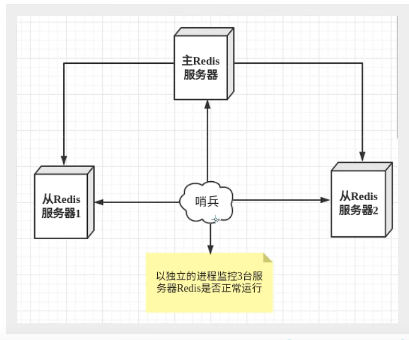 主Redis
服务器
从Redis
服务器1
哨兵
从Redis
服务器2
以独立的进程监控3台服
务器Redis是否正常运行